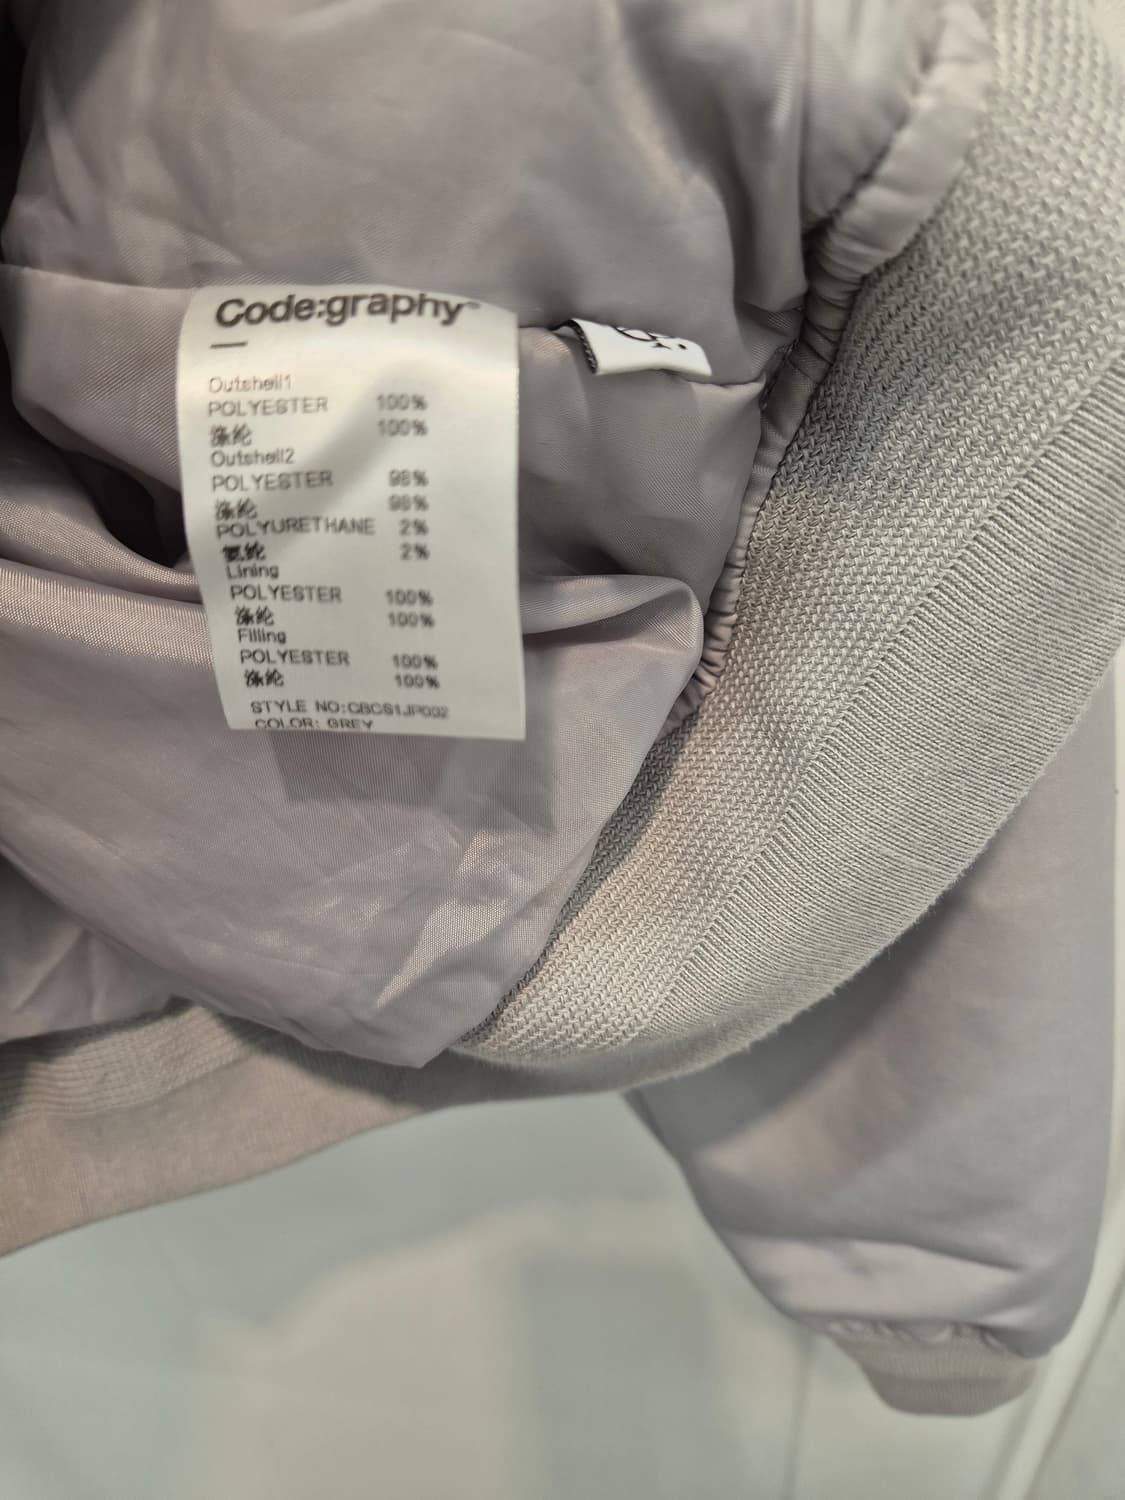 Code:graphy
Outshell1
POLYESTER 100%
涤纶 100%
Outshell2
POLYESTER 98%
涤纶 98%
POLYURETHANE 2%
氨纶 2%
Lining
POLYESTER 100%
涤纶 100%
Filling
POLYESTER 100%
涤纶 100%
STYLE NO:CBCS1JP002
COLOR: GREY